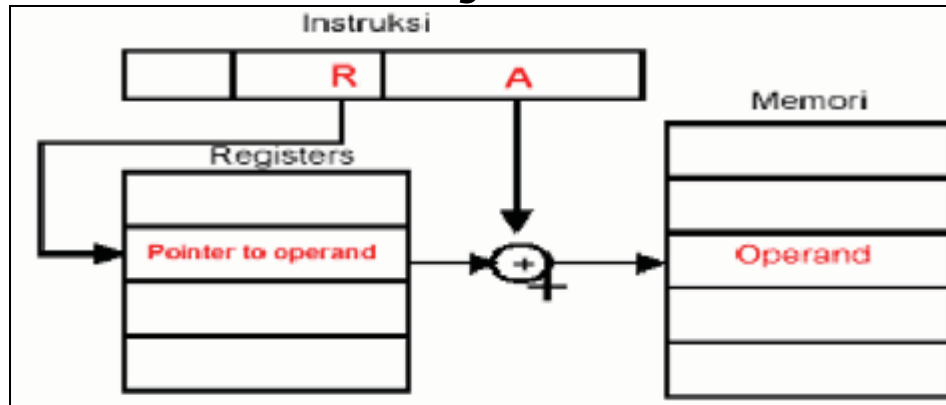 Instruksi
R A
Memori
Registers
Pointer to operand
+
Operand